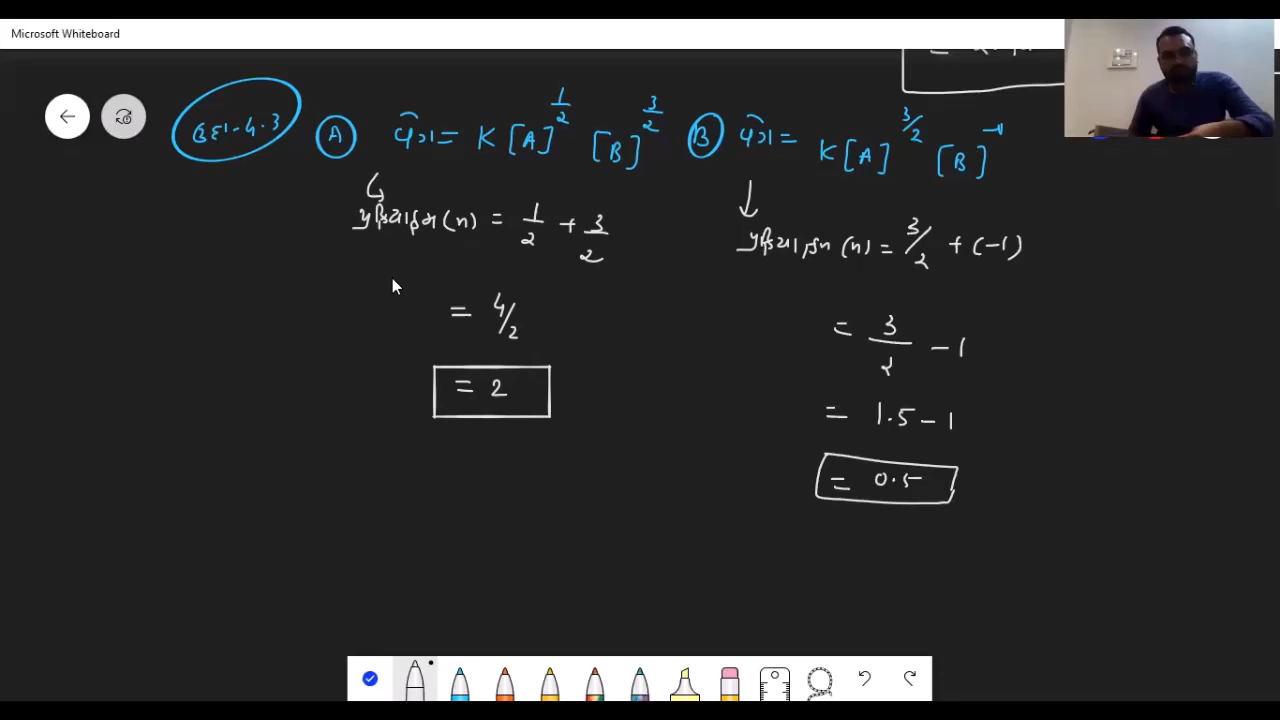 Microsoft Whiteboard
દાખલો-4.3 (A) વેગ = K [A]^1/2 [B]^3/2 (B) વેગ = K [A]^3/2 [B]^-1
પ્રક્રિયાક્રમ (n) = 1/2 + 3/2
= 4/2
= 2
પ્રક્રિયાક્રમ (n) = 3/2 + (-1)
= 3/2 - 1
= 1.5 - 1
= 0.5